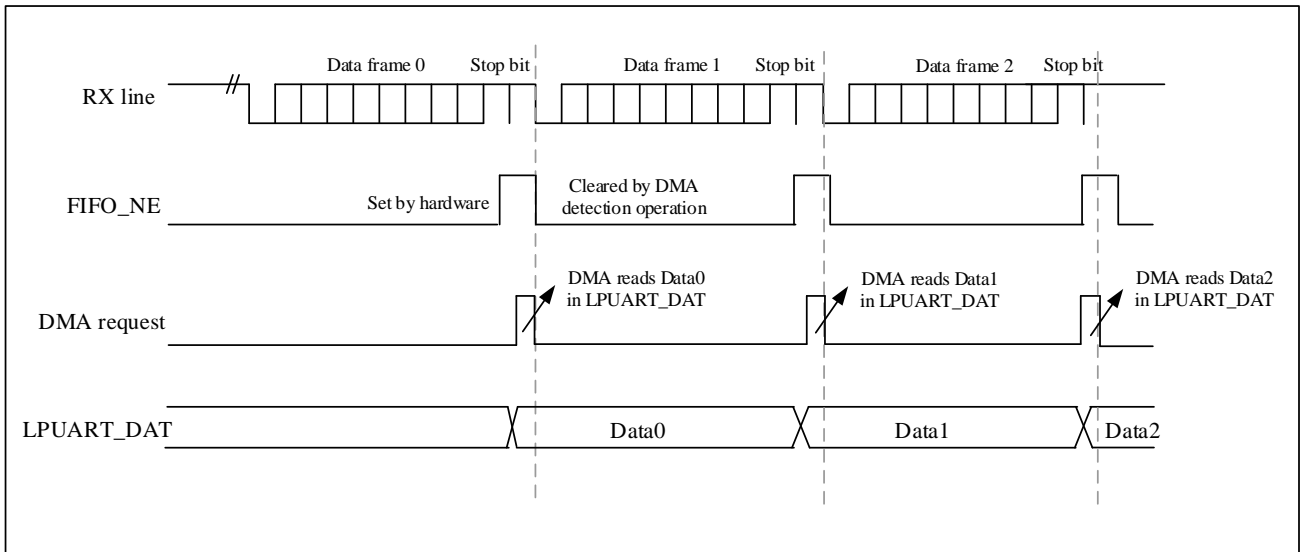 Data frame 0
Stop bit
Data frame 1
Stop bit
Data frame 2
Stop bit
RX line
FIFO_NE
Set by hardware
Cleared by DMA
detection operation
DMA request
DMA reads Data0
in LPUART_DAT
DMA reads Data1
in LPUART_DAT
DMA reads Data2
in LPUART_DAT
LPUART_DAT
Data0
Data1
Data2